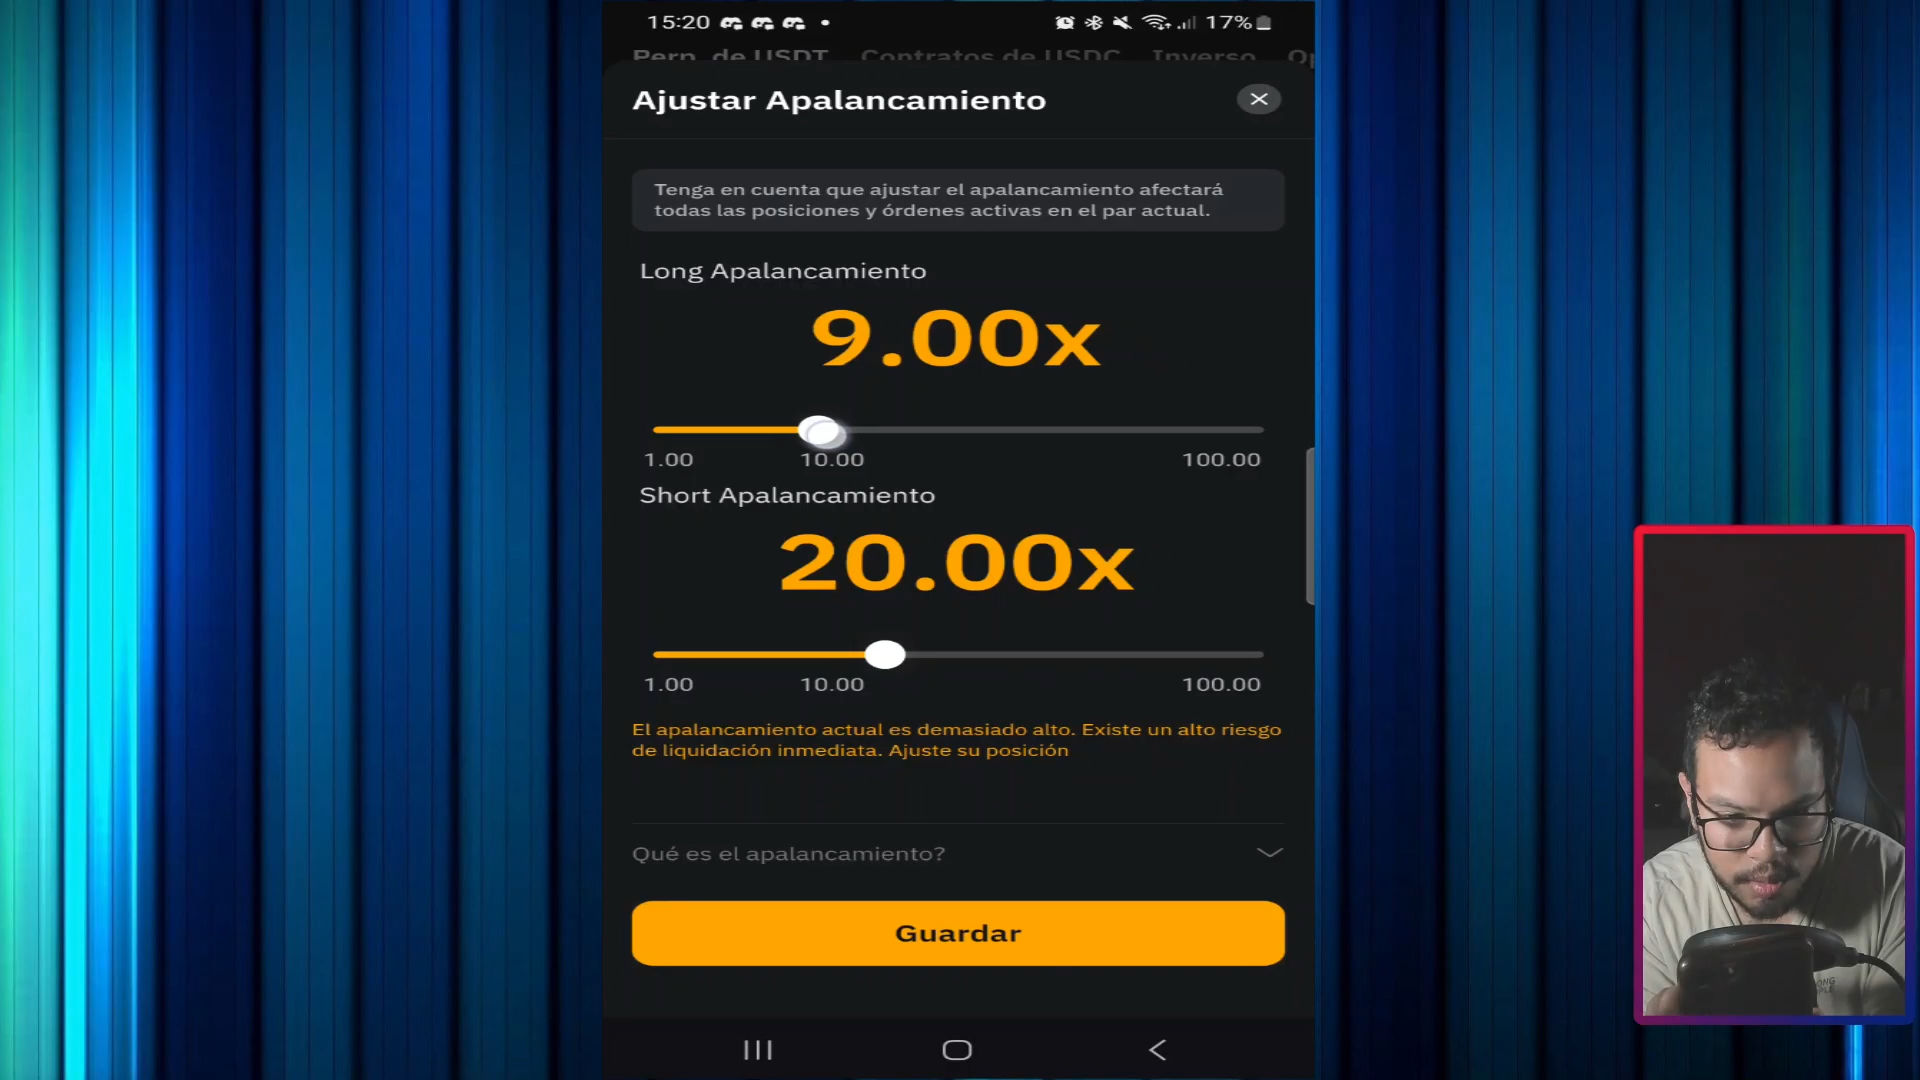 15:20 17%
Perp. de USDT Contratos de USDC Inverso Op
Ajustar Apalancamiento
Tenga en cuenta que ajustar el apalancamiento afectará
todas las posiciones y órdenes activas en el par actual.
Long Apalancamiento
9.00x
1.00 10.00 100.00
Short Apalancamiento
20.00x
1.00 10.00 100.00
El apalancamiento actual es demasiado alto. Existe un alto riesgo
de liquidación inmediata. Ajuste su posición
Qué es el apalancamiento?
Guardar